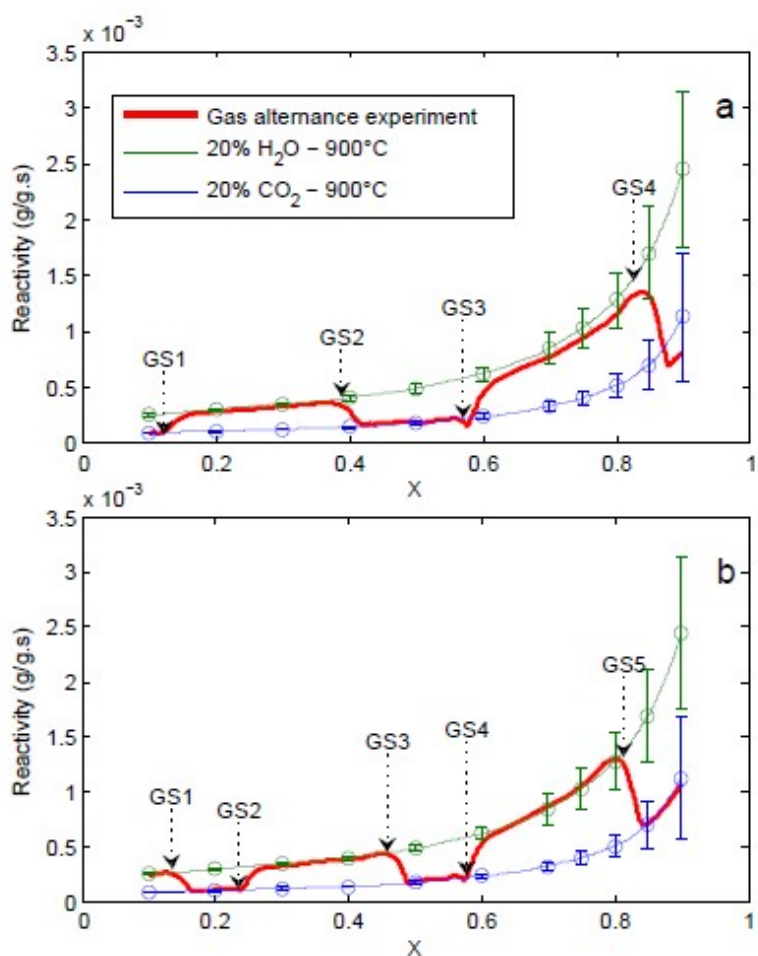 x 10⁻³
3.5
3
2.5
2
1.5
1
0.5
0
Reactivity (g/g.s)
a
Gas alternance experiment
20% H₂O – 900°C
20% CO₂ – 900°C
GS4
GS3
GS2
GS1
0 0.2 0.4 0.6 0.8 1
X
x 10⁻³
3.5
3
2.5
2
1.5
1
0.5
0
Reactivity (g/g.s)
b
GS5
GS4
GS3
GS2
GS1
0 0.2 0.4 0.6 0.8 1
X